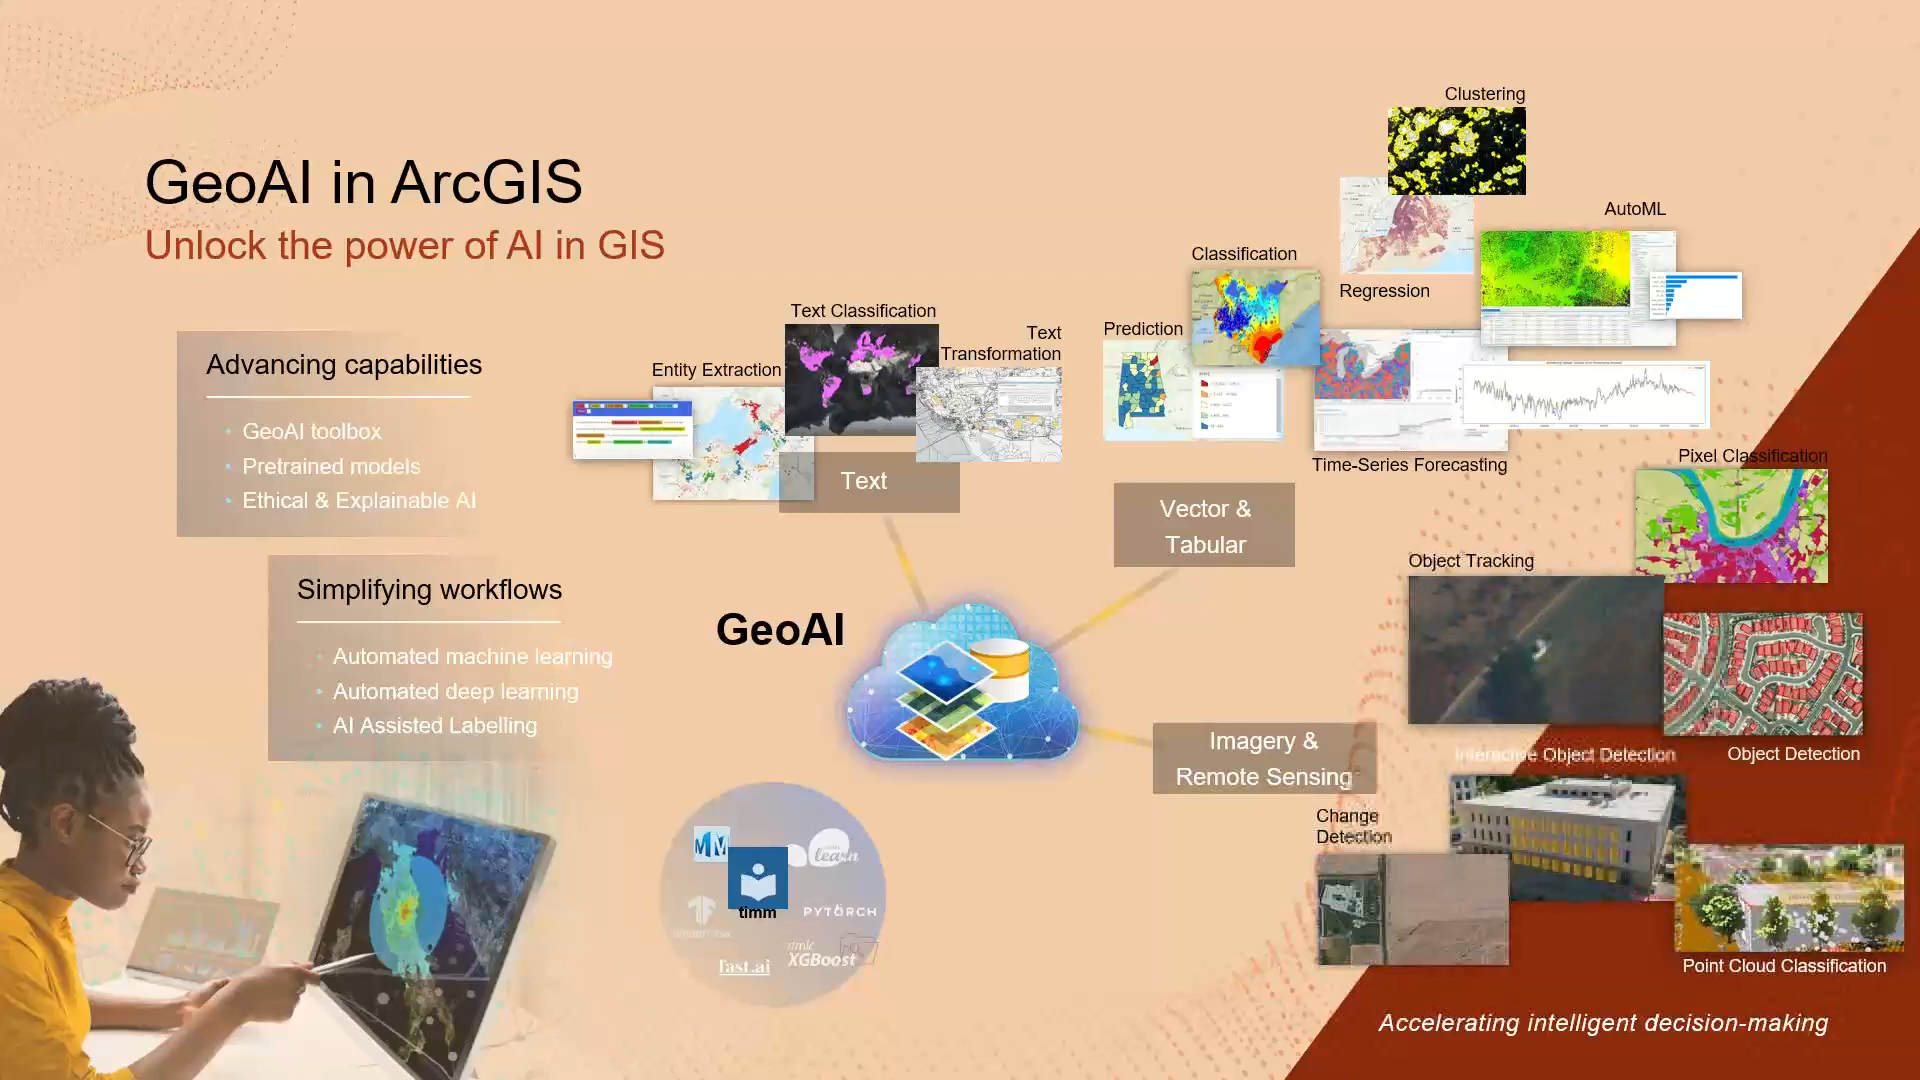 GeoAI in ArcGIS
Unlock the power of AI in GIS
Advancing capabilities
GeoAI toolbox
Pretrained models
Ethical & Explainable AI
Simplifying workflows
Automated machine learning
Automated deep learning
AI Assisted Labelling
Entity Extraction
Text Classification
Text
Transformation
Text
Prediction
Classification
Clustering
Regression
AutoML
Time-Series Forecasting
Vector &
Tabular
GeoAI
Pixel Classification
Object Tracking
Object Detection
Interactive Object Detection
Imagery &
Remote Sensing
Change
Detection
Point Cloud Classification
learn
timm
PYTORCH
dmlc
XGBoost
fast.ai
Accelerating intelligent decision-making